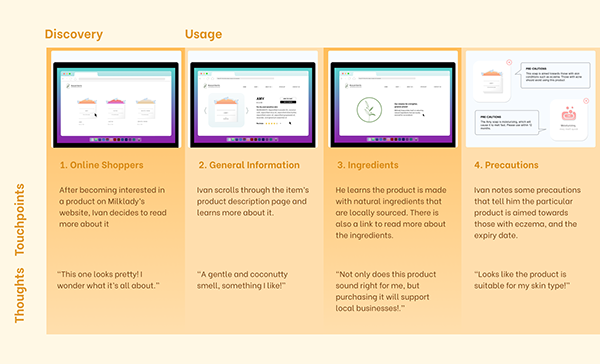 Discovery
Usage
1. Online Shoppers
2. General Information
3. Ingredients
4. Precautions
Touchpoints
After becoming interested
in a product on Milklady's
website, Ivan decides to read
more about it
Ivan scrolls through the item's
product description page and
learns more about it.
He learns the product is made
with natural ingredients that
are locally sourced. There is
also a link to read more about
the ingredients.
Ivan notes some precautions
that tell him the particular
product is aimed towards
those with eczema, and the
expiry date.
Thoughts
"This one looks pretty! I
wonder what it's all about."
"A gentle and coconutty
smell, something I like!"
"Not only does this product
sound right for me, but
purchasing it will support
local businesses!."
"Looks like the product is
suitable for my skin type!"
PRE CAUTIONS
PRE CAUTIONS